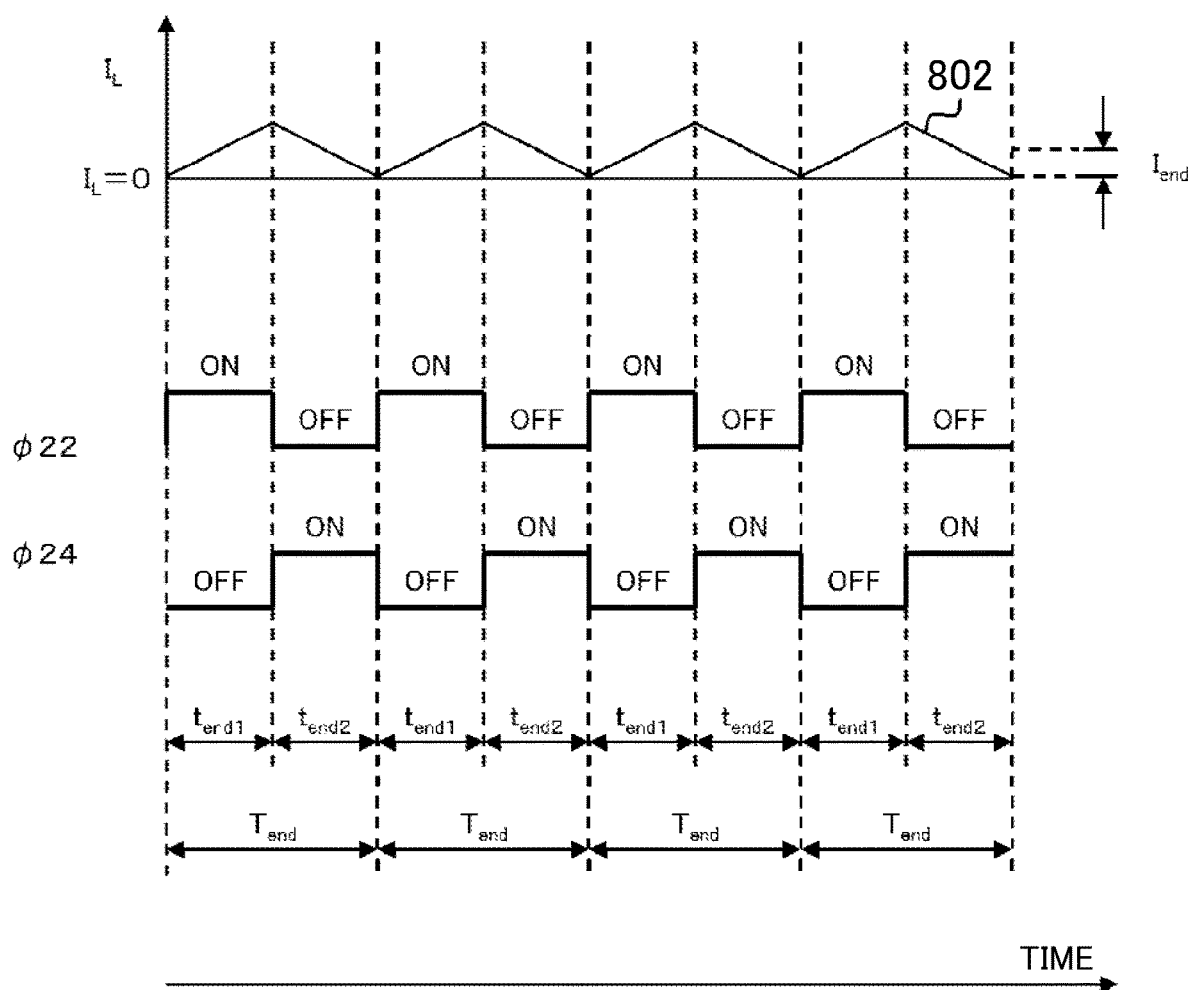 I_L
802
I_L=0
I_end
ON ON ON ON
OFF OFF OFF OFF
φ22
ON ON ON ON
φ24
OFF OFF OFF OFF
t_end1 t_end2 t_end1 t_end2 t_end1 t_end2 t_end1 t_end2
T_end T_end T_end T_end
TIME